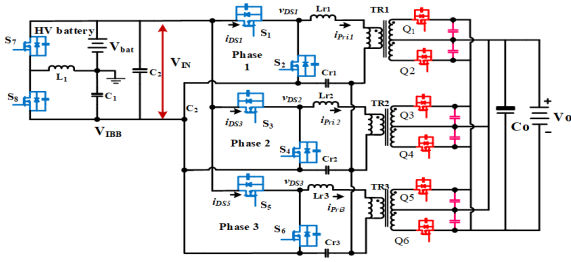 HV battery
S7
Vbat
L1
S8
C1
C2
VIN
VIBB
C2
S1
iDS1
vDS1
Lr1
iPri1
TR1
Q1
S2
Phase 1
Cr1
Q2
S3
iDS3
vDS2
Lr2
iPri2
TR2
Q3
S4
Phase 2
Cr2
Q4
S5
iDS5
vDS3
Lr3
iPri3
TR3
Q5
S6
Phase 3
Cr3
Q6
Co
+
Vo
−